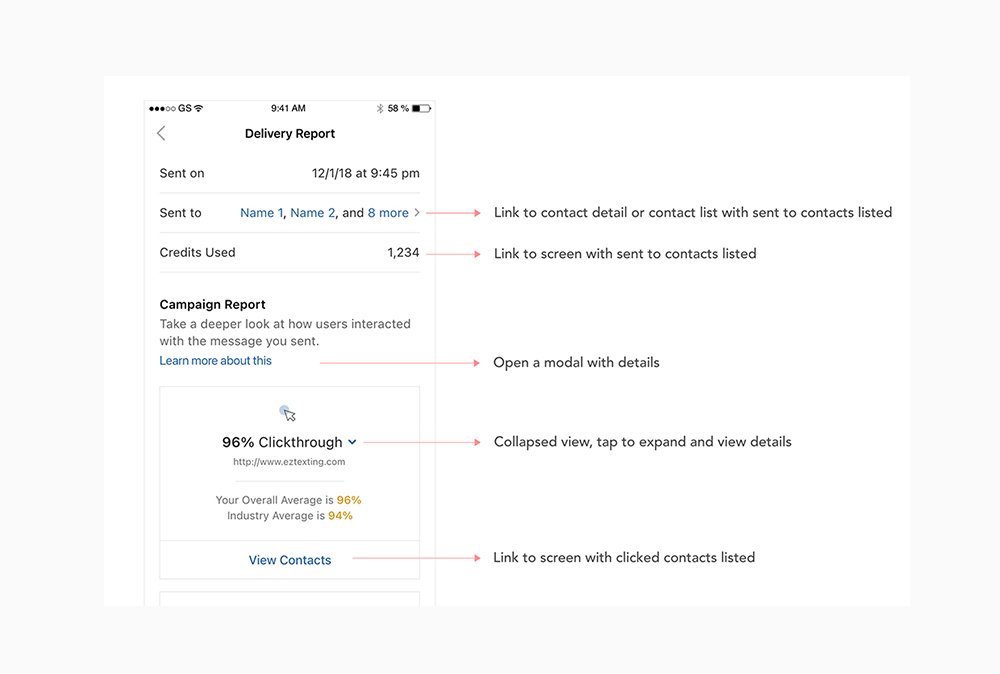 GS 9:41 AM 58 %
Delivery Report
Sent on 12/1/18 at 9:45 pm
Sent to Name 1, Name 2, and 8 more
Link to contact detail or contact list with sent to contacts listed
Credits Used 1,234
Link to screen with sent to contacts listed
Campaign Report
Take a deeper look at how users interacted
with the message you sent.
Learn more about this
Open a modal with details
96% Clickthrough
Collapsed view, tap to expand and view details
http://www.eztexting.com
Your Overall Average is 96%
Industry Average is 94%
View Contacts
Link to screen with clicked contacts listed